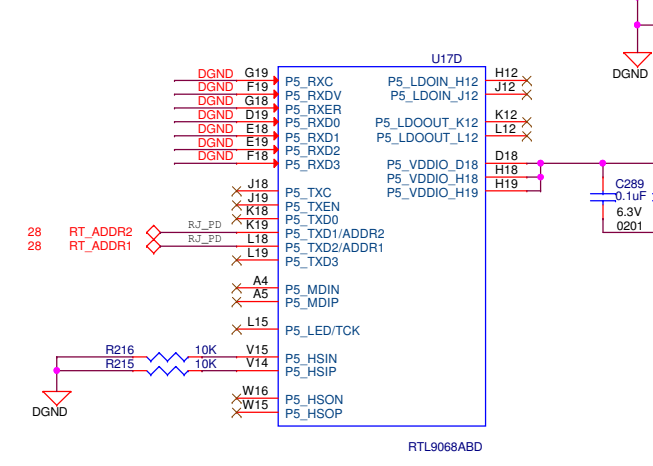 U17D
DGND
DGND G19 P5_RXC P5_LDOIN_H12 H12
DGND F19 P5_RXDV P5_LDOIN_J12 J12
DGND G18 P5_RXER
DGND D19 P5_RXD0 P5_LDOOUT_K12 K12
DGND E18 P5_RXD1 P5_LDOOUT_L12 L12
DGND E19 P5_RXD2
DGND F18 P5_RXD3 P5_VDDIO_D18 D18
P5_VDDIO_H18 H18
J18 P5_TXC P5_VDDIO_H19 H19
J19 P5_TXEN
K18 P5_TXD0
28 RT_ADDR2 RJ_PD K19 P5_TXD1/ADDR2
28 RT_ADDR1 RJ_PD L18 P5_TXD2/ADDR1
L19 P5_TXD3
C289
0.1uF
6.3V
0201
A4 P5_MDIN
A5 P5_MDIP
L15 P5_LED/TCK
R216 10K V15 P5_HSIN
R215 10K V14 P5_HSIP
DGND
W16 P5_HSON
W15 P5_HSOP
RTL9068ABD